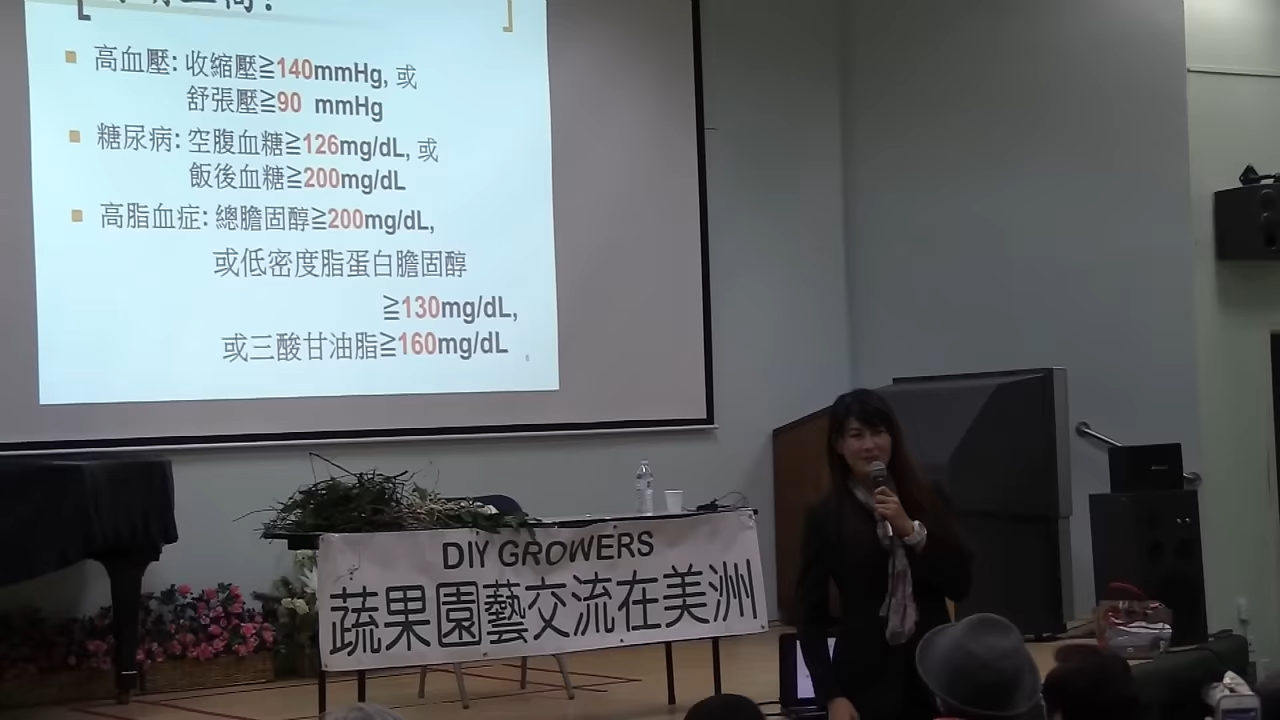 高血壓: 收縮壓≧140mmHg, 或
舒張壓≧90 mmHg
糖尿病: 空腹血糖≧126mg/dL, 或
飯後血糖≧200mg/dL
高脂血症: 總膽固醇≧200mg/dL,
或低密度脂蛋白膽固醇
≧130mg/dL,
或三酸甘油脂≧160mg/dL
DIY GROWERS
蔬果園藝交流在美洲